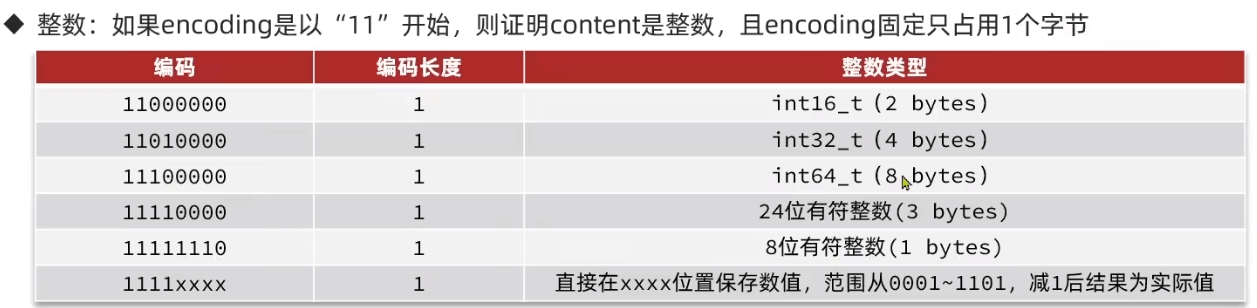 ◆ 整数：如果encoding是以“11”开始，则证明content是整数，且encoding固定只占用1个字节
编码 编码长度 整数类型
11000000 1 int16_t (2 bytes)
11010000 1 int32_t (4 bytes)
11100000 1 int64_t (8 bytes)
11110000 1 24位有符整数(3 bytes)
11111110 1 8位有符整数(1 bytes)
1111xxxx 1 直接在xxxx位置保存数值，范围从0001~1101，减1后结果为实际值